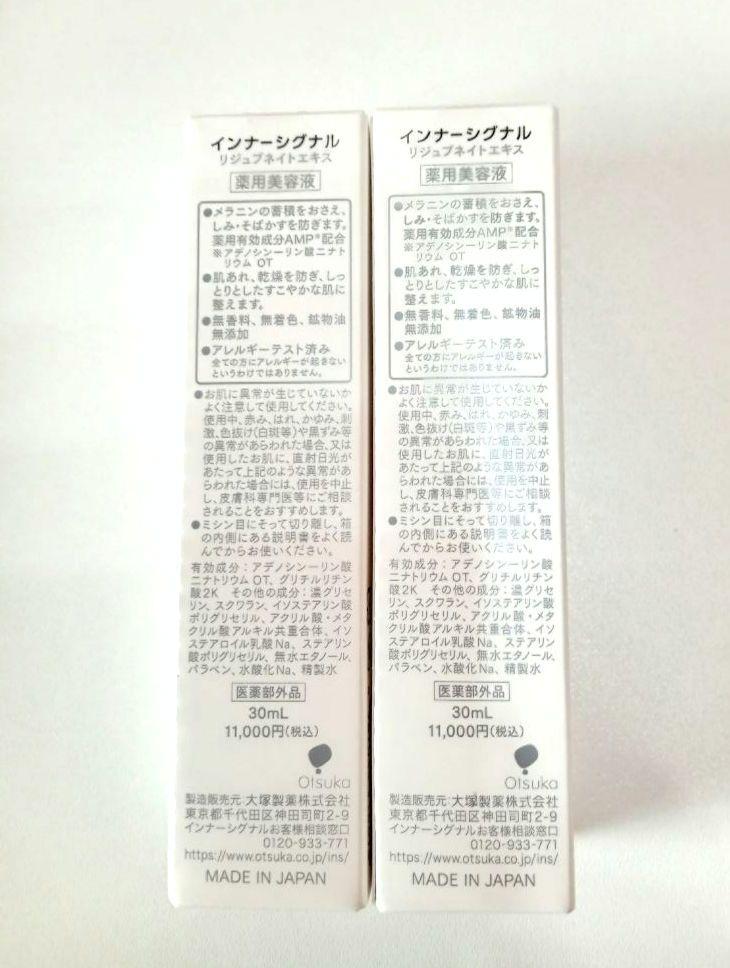 インナーシグナル
リジュブネイトエキス
薬用美容液
●メラニンの蓄積をおさえ、
しみ・そばかすを防ぎます。
薬用有効成分AMP※配合
※アデノシン一リン酸二ナト
リウム OT
●肌あれ、乾燥を防ぎ、しっ
とりとしたすこやかな肌に
整えます。
●無香料、無着色、鉱物油
無添加
●アレルギーテスト済み
全ての方にアレルギーが起きない
というわけではありません。
●お肌に異常が生じていないか
よく注意して使用してください。
使用中、赤み、はれ、かゆみ、刺
激、色抜け(白斑等)や黒ずみ等
の異常があらわれた場合、又は
使用したお肌に、直射日光が
あたって上記のような異常があ
らわれた場合には、使用を中止
し、皮膚科専門医等にご相談
されることをおすすめします。
●ミシン目にそって切り離し、箱
の内側にある説明書をよく読
んでからお使いください。
有効成分：アデノシン一リン酸
二ナトリウム OT、グリチルリチン
酸2K その他の成分：濃グリセ
リン、スクワラン、イソステアリン酸
ポリグリセリル、アクリル酸・メタ
クリル酸アルキル共重合体、イソ
ステアロイル乳酸Na、ステアリン
酸ポリグリセリル、無水エタノール、
パラベン、水酸化Na、精製水
医薬部外品
30mL
11,000円(税込)
Otsuka
製造販売元:大塚製薬株式会社
東京都千代田区神田司町2-9
インナーシグナルお客様相談窓口
0120-933-771
https://www.otsuka.co.jp/ins/
MADE IN JAPAN
インナーシグナル
リジュブネイトエキス
薬用美容液
●メラニンの蓄積をおさえ、
しみ・そばかすを防ぎます。
薬用有効成分AMP※配合
※アデノシン一リン酸二ナト
リウム OT
●肌あれ、乾燥を防ぎ、しっ
とりとしたすこやかな肌に
整えます。
●無香料、無着色、鉱物油
無添加
●アレルギーテスト済み
全ての方にアレルギーが起きない
というわけではありません。
●お肌に異常が生じていないか
よく注意して使用してください。
使用中、赤み、はれ、かゆみ、刺
激、色抜け(白斑等)や黒ずみ等
の異常があらわれた場合、又は
使用したお肌に、直射日光が
あたって上記のような異常があ
らわれた場合には、使用を中止
し、皮膚科専門医等にご相談
されることをおすすめします。
●ミシン目にそって切り離し、箱
の内側にある説明書をよく読
んでからお使いください。
有効成分：アデノシン一リン酸
二ナトリウム OT、グリチルリチン
酸2K その他の成分：濃グリセ
リン、スクワラン、イソステアリン酸
ポリグリセリル、アクリル酸・メタ
クリル酸アルキル共重合体、イソ
ステアロイル乳酸Na、ステアリン
酸ポリグリセリル、無水エタノール、
パラベン、水酸化Na、精製水
医薬部外品
30mL
11,000円(税込)
Otsuka
製造販売元:大塚製薬株式会社
東京都千代田区神田司町2-9
インナーシグナルお客様相談窓口
0120-933-771
https://www.otsuka.co.jp/ins/
MADE IN JAPAN